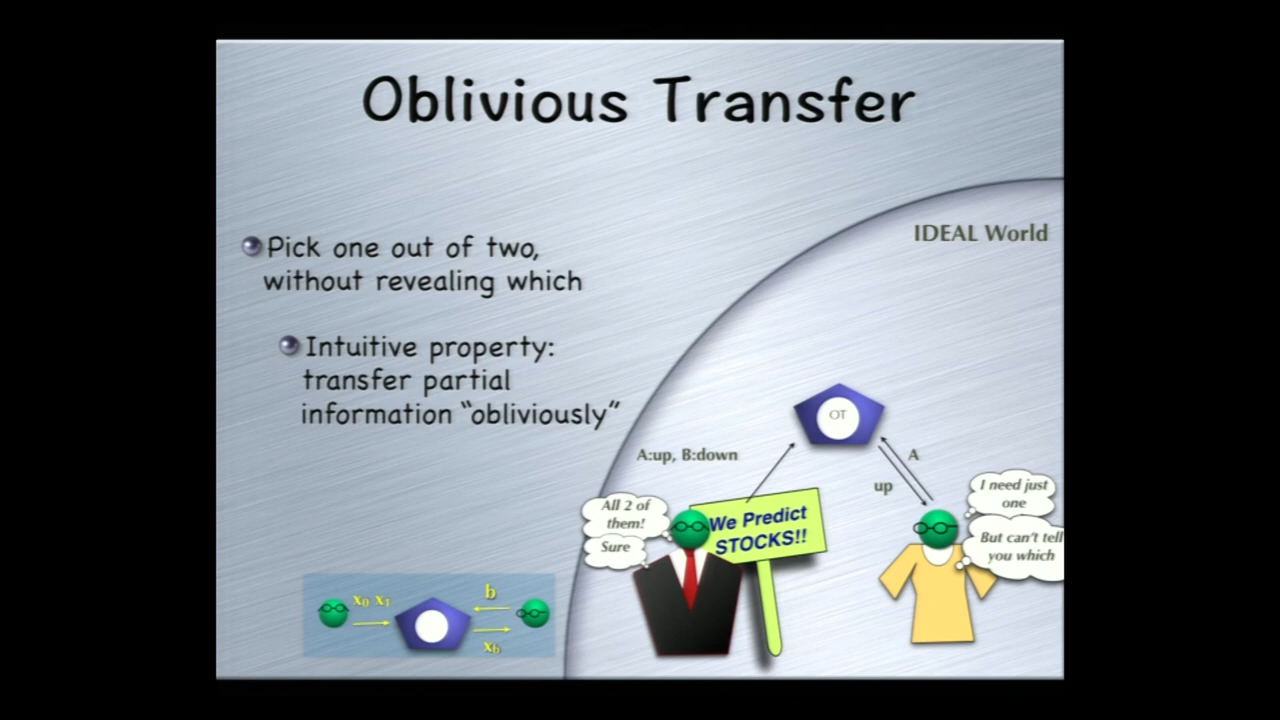 Oblivious Transfer
IDEAL World
Pick one out of two,
without revealing which
Intuitive property:
transfer partial
information “obliviously”
OT
A:up, B:down
A
up
All 2 of
them!
Sure
We Predict
STOCKS!!
I need just
one
But can't tell
you which
x0 x1
b
xb